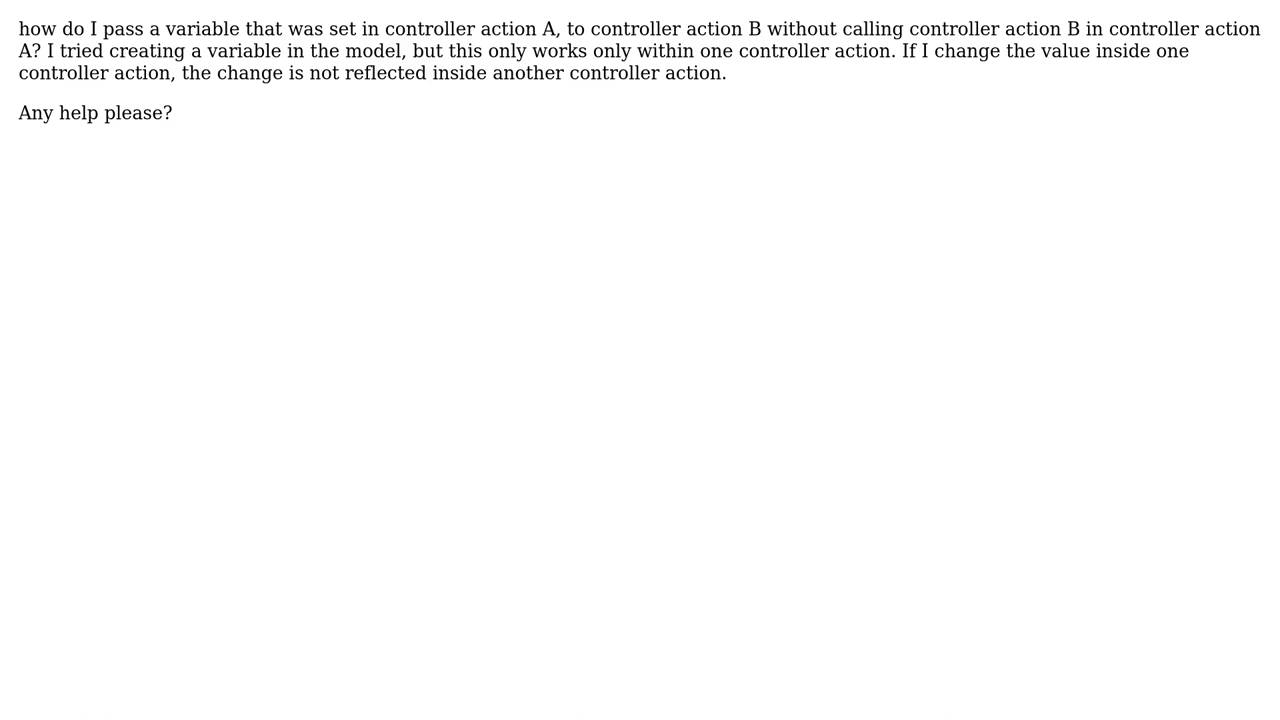 how do I pass a variable that was set in controller action A, to controller action B without calling controller action B in controller action
A? I tried creating a variable in the model, but this only works only within one controller action. If I change the value inside one
controller action, the change is not reflected inside another controller action.
Any help please?